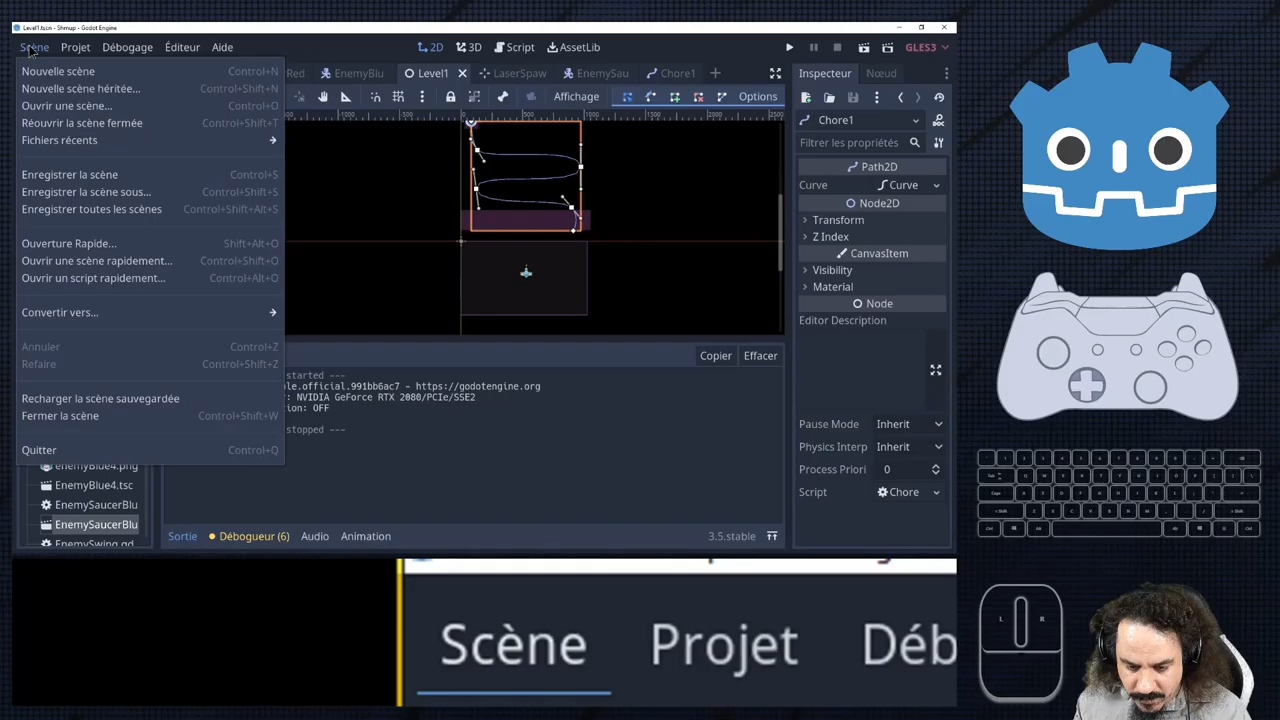 Level1.tscn - Shmup - Godot Engine
Scène Projet Débogage Éditeur Aide
2D 3D Script AssetLib
GLES3
Nouvelle scène Control+N
Nouvelle scène héritée... Control+Shift+N
Ouvrir une scène... Control+O
Réouvrir la scène fermée Control+Shift+T
Fichiers récents
Enregistrer la scène Control+S
Enregistrer la scène sous... Control+Shift+S
Enregistrer toutes les scènes Control+Shift+Alt+S
Ouverture Rapide... Shift+Alt+O
Ouvrir une scène rapidement... Control+Shift+O
Ouvrir un script rapidement... Control+Alt+O
Convertir vers...
Annuler Control+Z
Refaire Control+Shift+Z
Recharger la scène sauvegardée
Fermer la scène Control+Shift+W
Quitter Control+Q
EnemyBlue4.png
EnemyBlue4.tsc
EnemySaucerBlu
EnemySaucerBlu
EnemySwing.gd
Red EnemyBlu Level1 LaserSpaw EnemySau Chore1
Affichage Options
0 500 1000 2000 2500
Copier Effacer
started ---
ble.official.991bb6ac7 - https://godotengine.org
: NVIDIA GeForce RTX 2080/PCIe/SSE2
ion: OFF
stopped ---
Sortie Débogueur (6) Audio Animation 3.5.stable
Inspecteur Nœud
Chore1
Filtrer les propriétés
Path2D
Curve Curve
Node2D
Transform
Z Index
CanvasItem
Visibility
Material
Node
Editor Description
Pause Mode Inherit
Physics Interp Inherit
Process Priori 0
Script Chore
Scène Projet Déb
L R